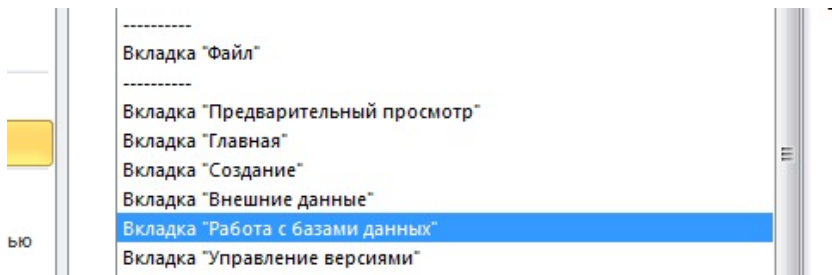 ----------
Вкладка "Файл"
----------
Вкладка "Предварительный просмотр"
Вкладка "Главная"
Вкладка "Создание"
Вкладка "Внешние данные"
Вкладка "Работа с базами данных"
ью
Вкладка "Управление версиями"